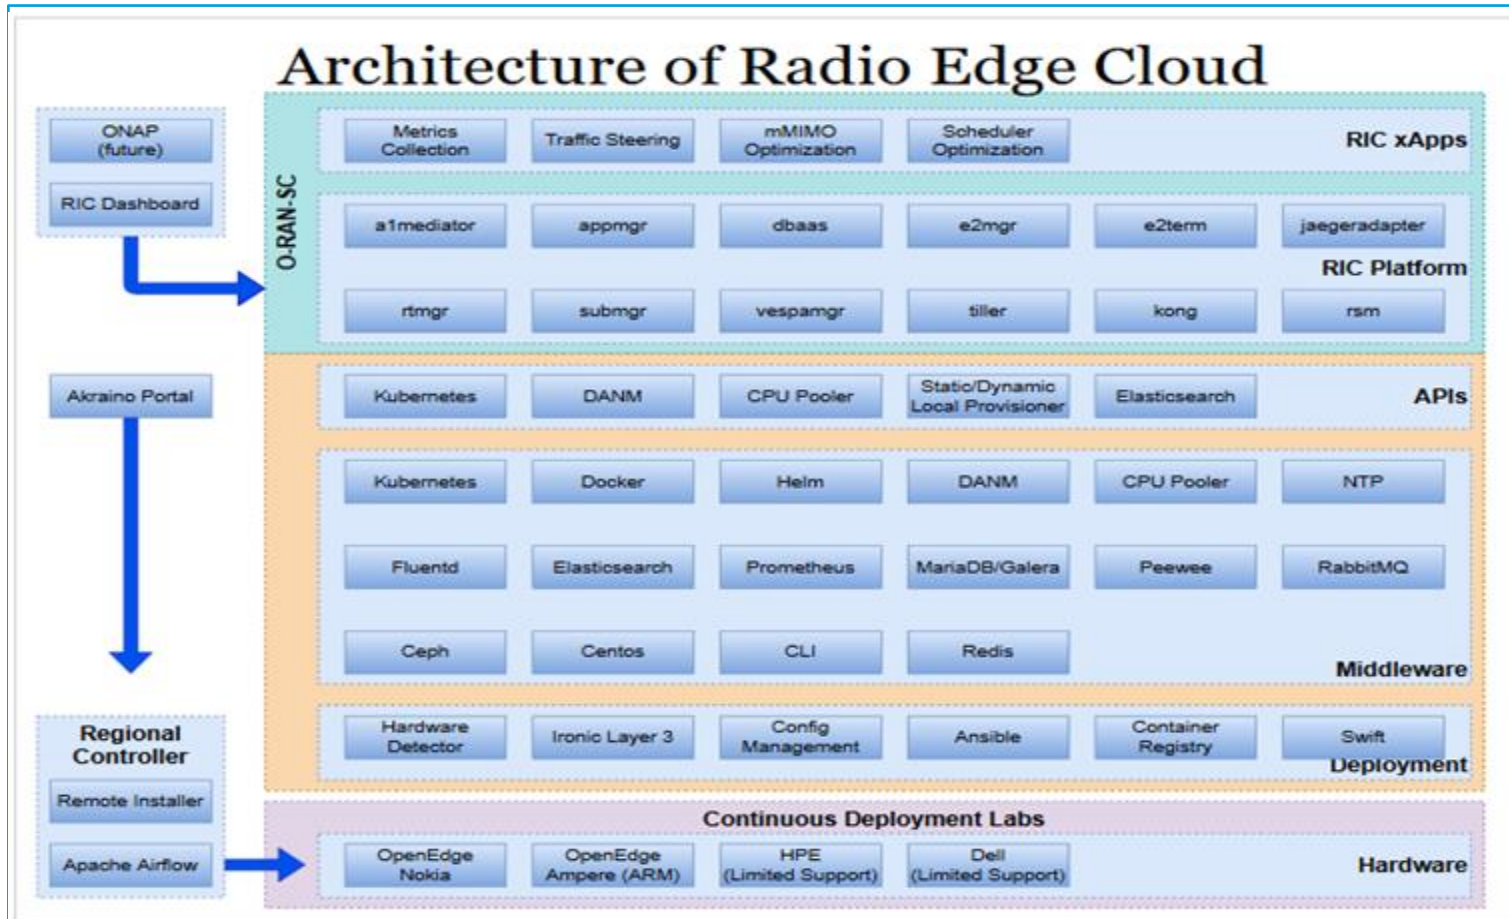 Architecture of Radio Edge Cloud
ONAP
(future)
RIC Dashboard
O-RAN-SC
Metrics
Collection
Traffic Steering
mMIMO
Optimization
Scheduler
Optimization
RIC xApps
a1mediator
appmgr
dbaas
e2mgr
e2term
jaegeradapter
RIC Platform
rtmgr
submgr
vespamgr
tiller
kong
rsm
Akraino Portal
Kubernetes
DANM
CPU Pooler
Static/Dynamic
Local Provisioner
Elasticsearch
APIs
Kubernetes
Docker
Helm
DANM
CPU Pooler
NTP
Fluentd
Elasticsearch
Prometheus
MariaDB/Galera
Peewee
RabbitMQ
Ceph
Centos
CLI
Redis
Middleware
Regional
Controller
Remote Installer
Apache Airflow
Hardware
Detector
Ironic Layer 3
Config
Management
Ansible
Container
Registry
Swift
Deployment
Continuous Deployment Labs
OpenEdge
Nokia
OpenEdge
Ampere (ARM)
HPE
(Limited Support)
Dell
(Limited Support)
Hardware